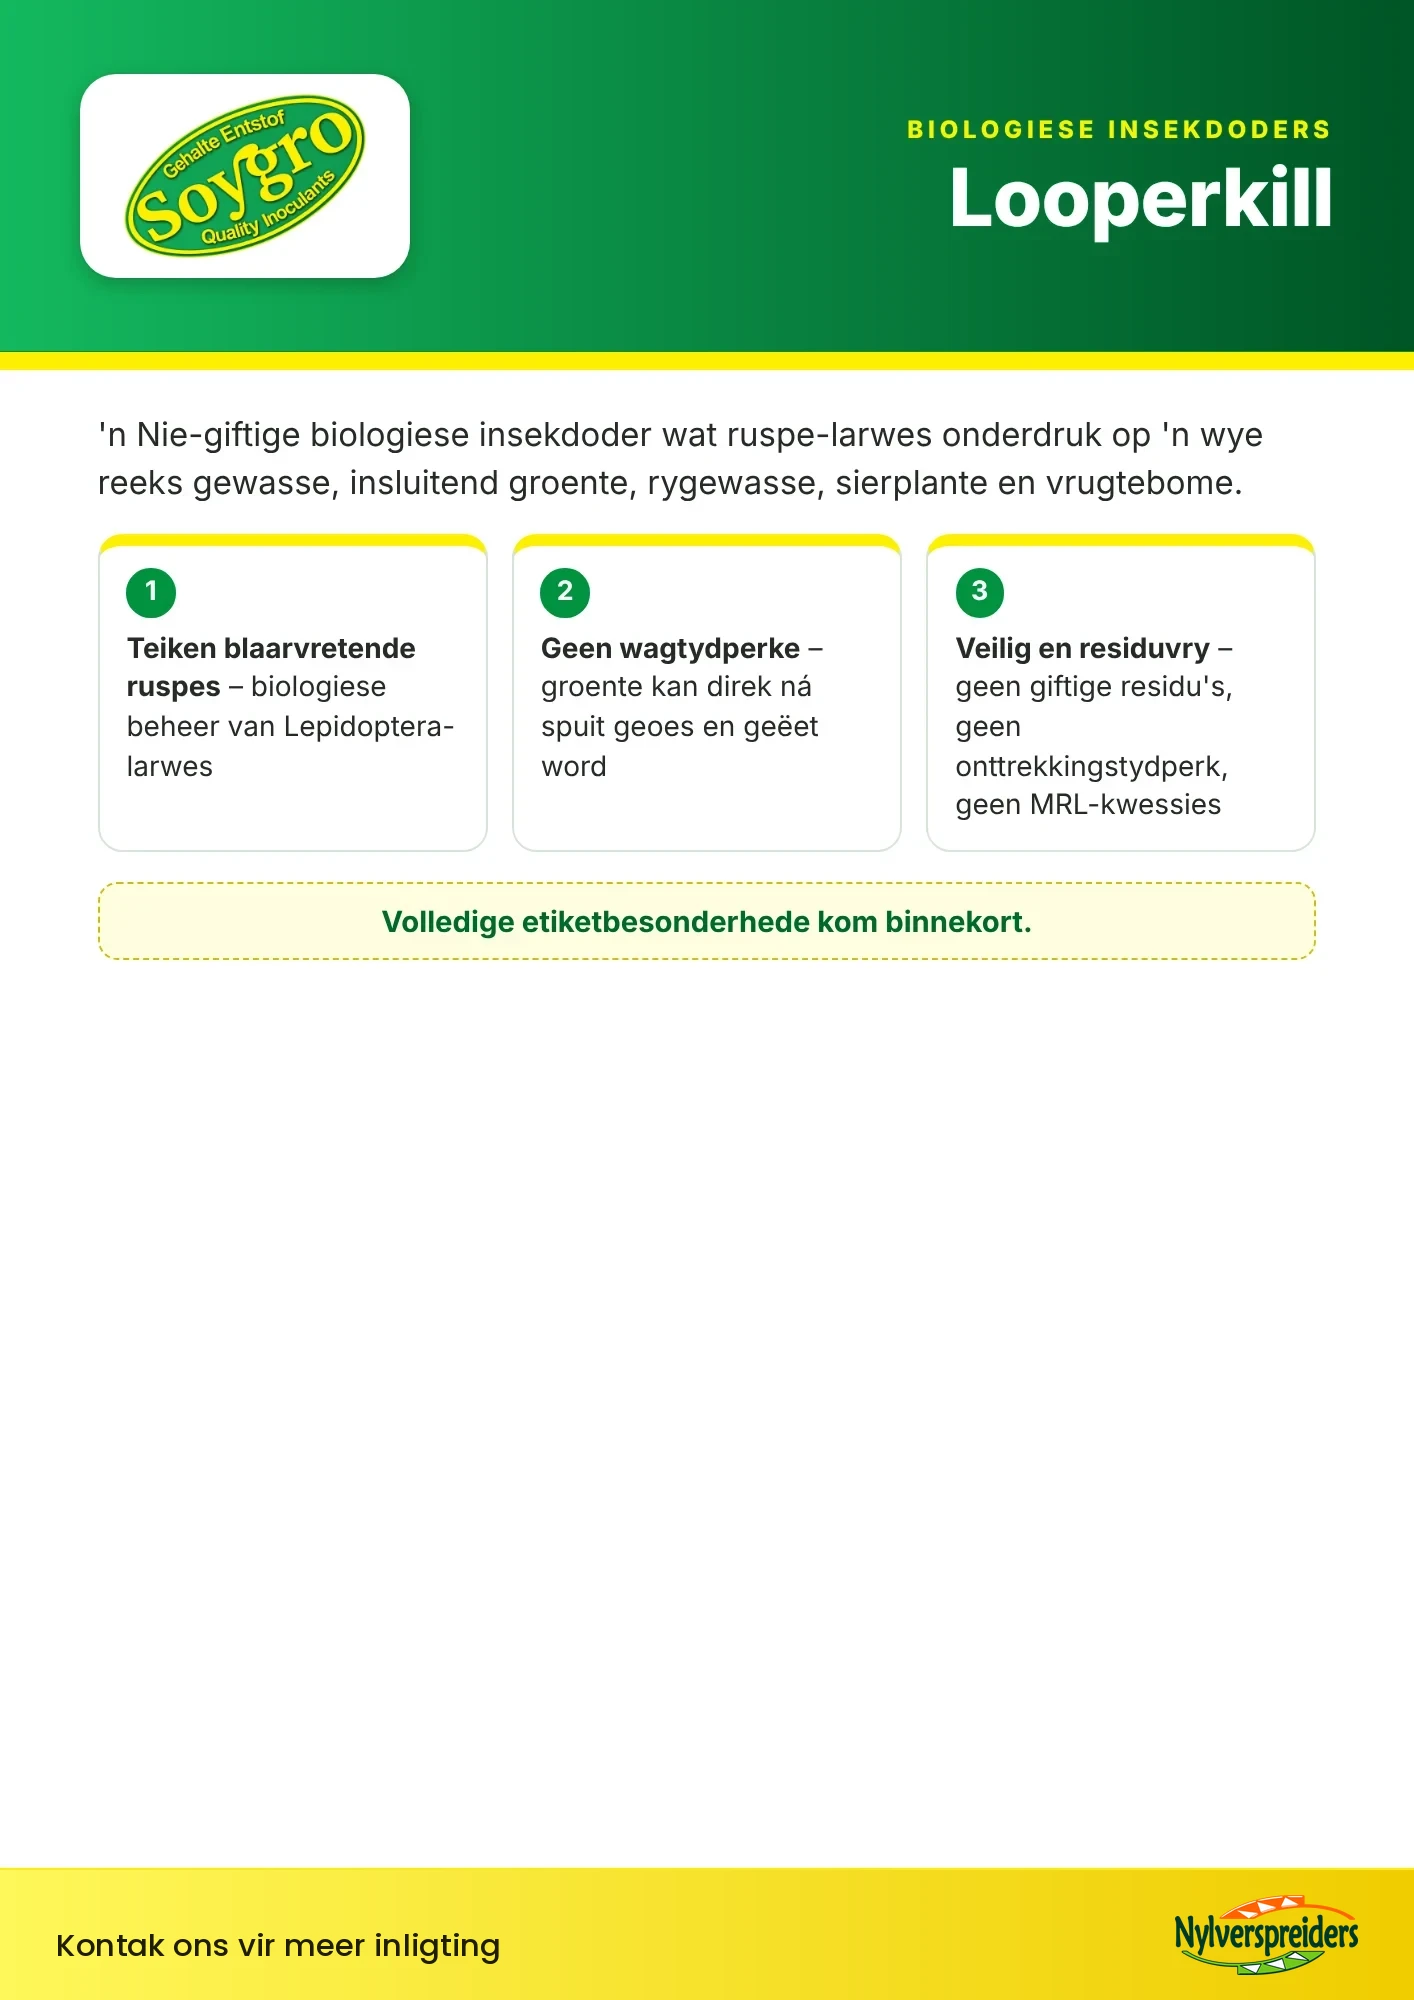 Gehalte Entstof
Soygro
Quality Inoculants
BIOLOGIESE INSEKDODERS
Looperkill
'n Nie-giftige biologiese insekdoder wat ruspe-larwes onderdruk op 'n wye
reeks gewasse, insluitend groente, rygewasse, sierplante en vrugtebome.
1
Teiken blaarvretende
ruspes – biologiese
beheer van Lepidoptera-
larwes
2
Geen wagtydperke –
groente kan direk ná
spuit geoes en geëet
word
3
Veilig en residuvry –
geen giftige residu's,
geen
onttrekkingstydperk,
geen MRL-kwessies
Volledige etiketbesonderhede kom binnekort.
Kontak ons vir meer inligting
Nylverspreiders